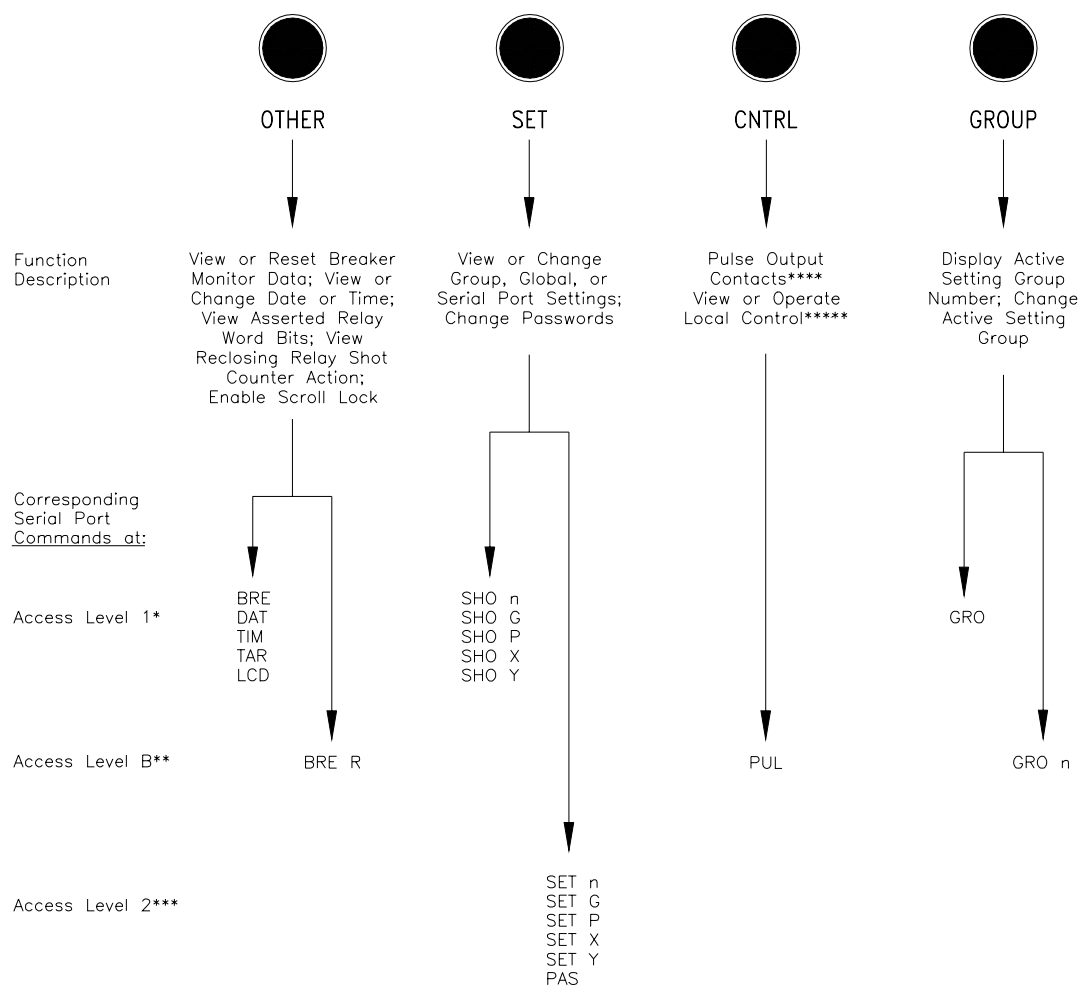 OTHER
SET
CNTRL
GROUP
Function
Description
View or Reset Breaker
Monitor Data; View or
Change Date or Time;
View Asserted Relay
Word Bits; View
Reclosing Relay Shot
Counter Action;
Enable Scroll Lock
View or Change
Group, Global, or
Serial Port Settings;
Change Passwords
Pulse Output
Contacts****
View or Operate
Local Control*****
Display Active
Setting Group
Number; Change
Active Setting
Group
Corresponding
Serial Port
Commands at:
Access Level 1*
BRE
DAT
TIM
TAR
LCD
SHO n
SHO G
SHO P
SHO X
SHO Y
GRO
Access Level B**
BRE R
PUL
GRO n
Access Level 2***
SET n
SET G
SET P
SET X
SET Y
PAS